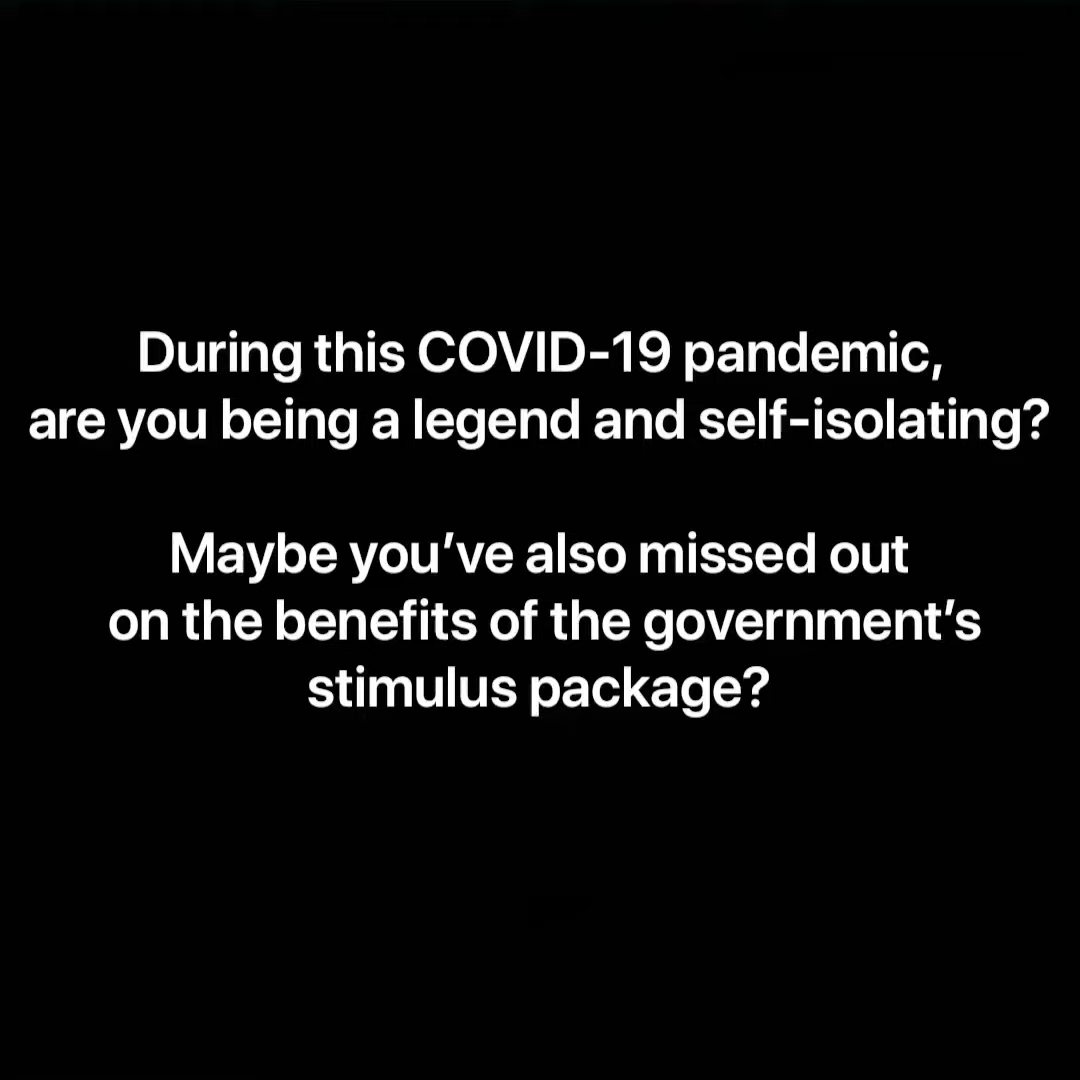 During this COVID-19 pandemic,
are you being a legend and self-isolating?
Maybe you’ve also missed out
on the benefits of the government’s
stimulus package?